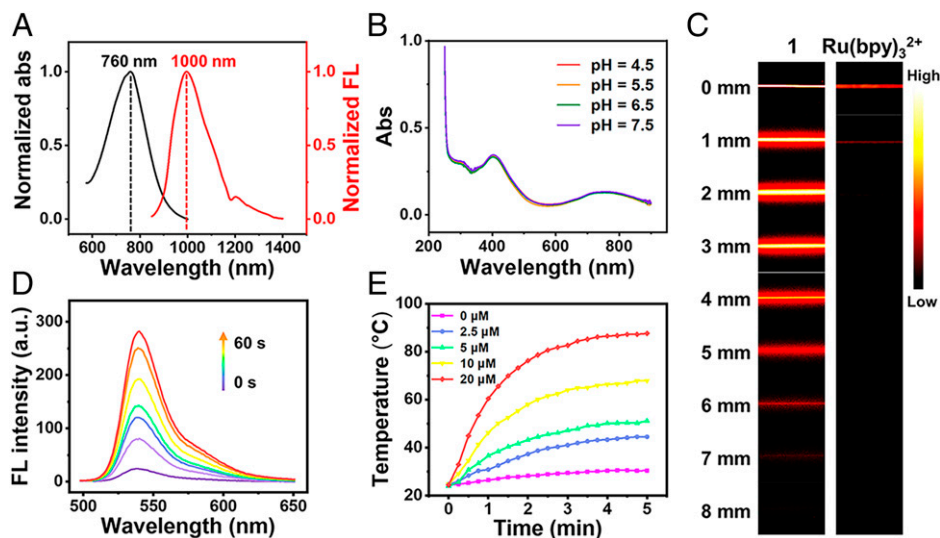 A
760 nm
1000 nm
Normalized abs
1.0
0.5
0.0
Normalized FL
1.0
0.5
0.0
600 800 1000 1200 1400
Wavelength (nm)
B
Abs
1.0
0.5
0.0
pH = 4.5
pH = 5.5
pH = 6.5
pH = 7.5
200 400 600 800
Wavelength (nm)
C
1 Ru(bpy)₃²⁺
High
Low
0 mm
1 mm
2 mm
3 mm
4 mm
5 mm
6 mm
7 mm
8 mm
D
FL intensity (a.u.)
300
200
100
0
60 s
0 s
500 550 600 650
Wavelength (nm)
E
Temperature (°C)
100
80
60
40
20
0 μM
2.5 μM
5 μM
10 μM
20 μM
0 1 2 3 4 5
Time (min)